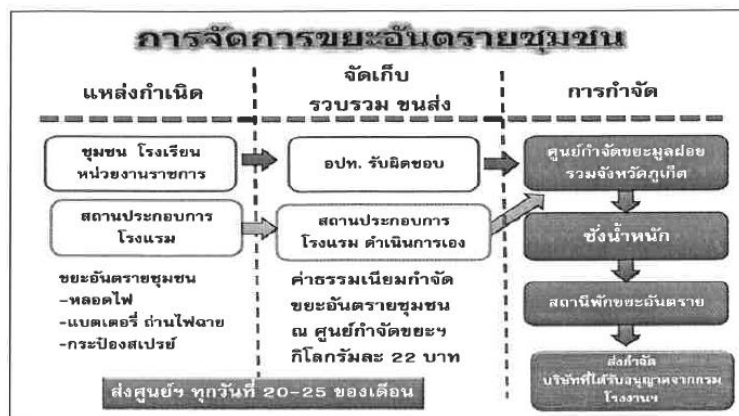 การจัดการขยะอันตรายชุมชน
แหล่งกำเนิด
จัดเก็บ
รวบรวม ขนส่ง
การกำจัด
ชุมชน โรงเรียน
หน่วยงานราชการ
อปท. รับผิดชอบ
ศูนย์กำจัดขยะมูลฝอย
รวมจังหวัดภูเก็ต
สถานประกอบการ
โรงแรม
สถานประกอบการ
โรงแรม ดำเนินการเอง
ชั่งน้ำหนัก
ขยะอันตรายชุมชน
-หลอดไฟ
-แบตเตอรี่ ถ่านไฟฉาย
-กระป๋องสเปรย์
ค่าธรรมเนียมกำจัด
ขยะอันตรายชุมชน
ณ ศูนย์กำจัดขยะฯ
กิโลกรัมละ 22 บาท
สถานีพักขยะอันตราย
ส่งกำจัด
บริษัทที่ได้รับอนุญาตจากกรม
โรงงานฯ
ส่งศูนย์ฯ ทุกวันที่ 20-25 ของเดือน